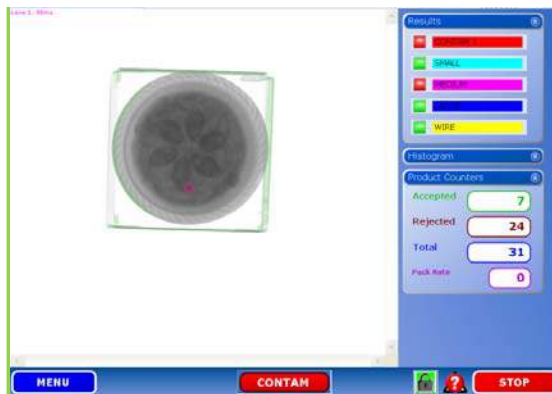 Results
SMALL
MEDIUM
WIRE
Histogram
Product Counters
Accepted
7
Rejected
24
Total
31
Pack Rate
0
MENU
CONTAM
?
STOP